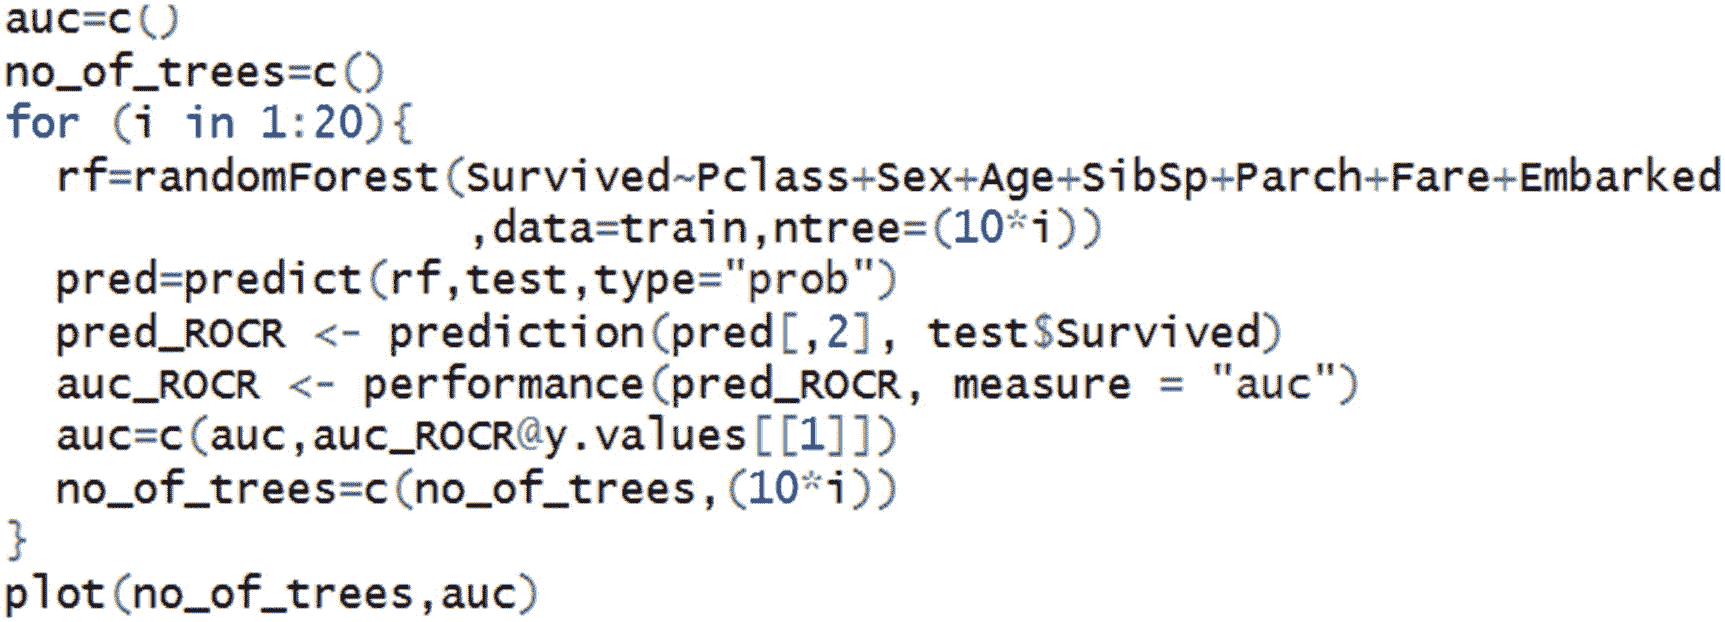 auc=c()
no_of_trees=c()
for (i in 1:20){
  rf=randomForest(Survived~Pclass+Sex+Age+SibSp+Parch+Fare+Embarked
                  ,data=train,ntree=(10*i))
  pred=predict(rf,test,type="prob")
  pred_ROCR <- prediction(pred[,2], test$Survived)
  auc_ROCR <- performance(pred_ROCR, measure = "auc")
  auc=c(auc,auc_ROCR@y.values[[1]])
  no_of_trees=c(no_of_trees,(10*i))
}
plot(no_of_trees,auc)